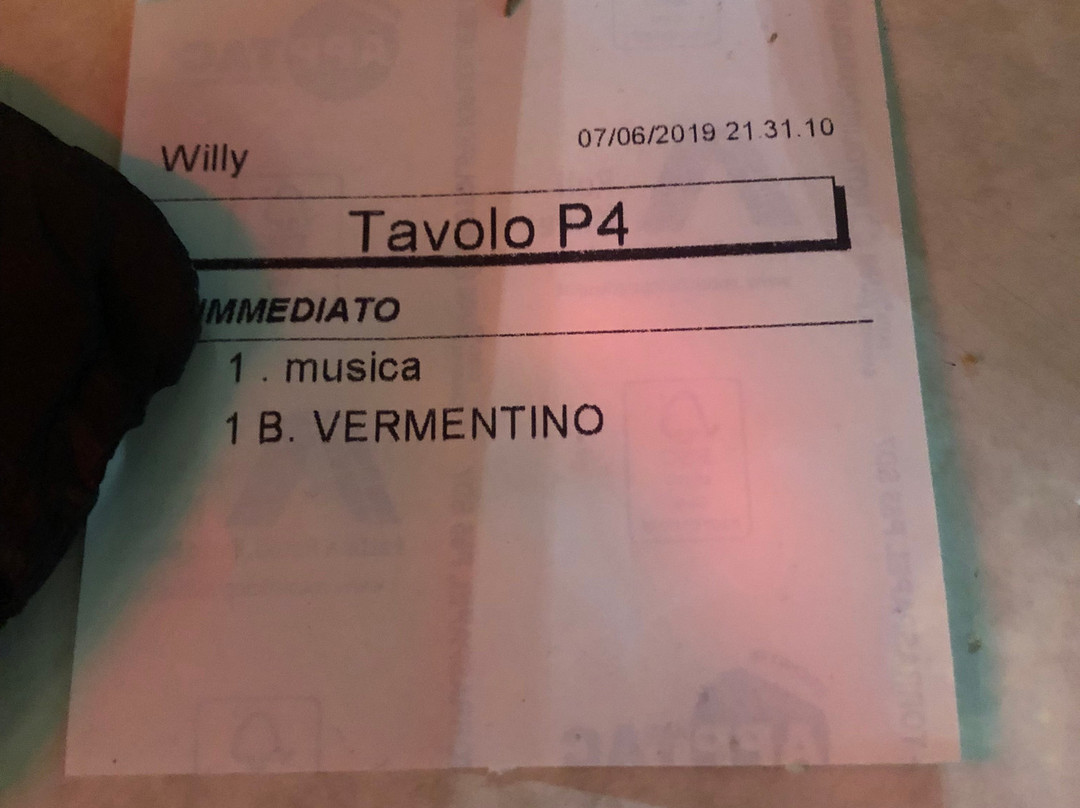 Willy
07/06/2019 21.31.10
Tavolo P4
IMMEDIATO
1 . musica
1 B. VERMENTINO